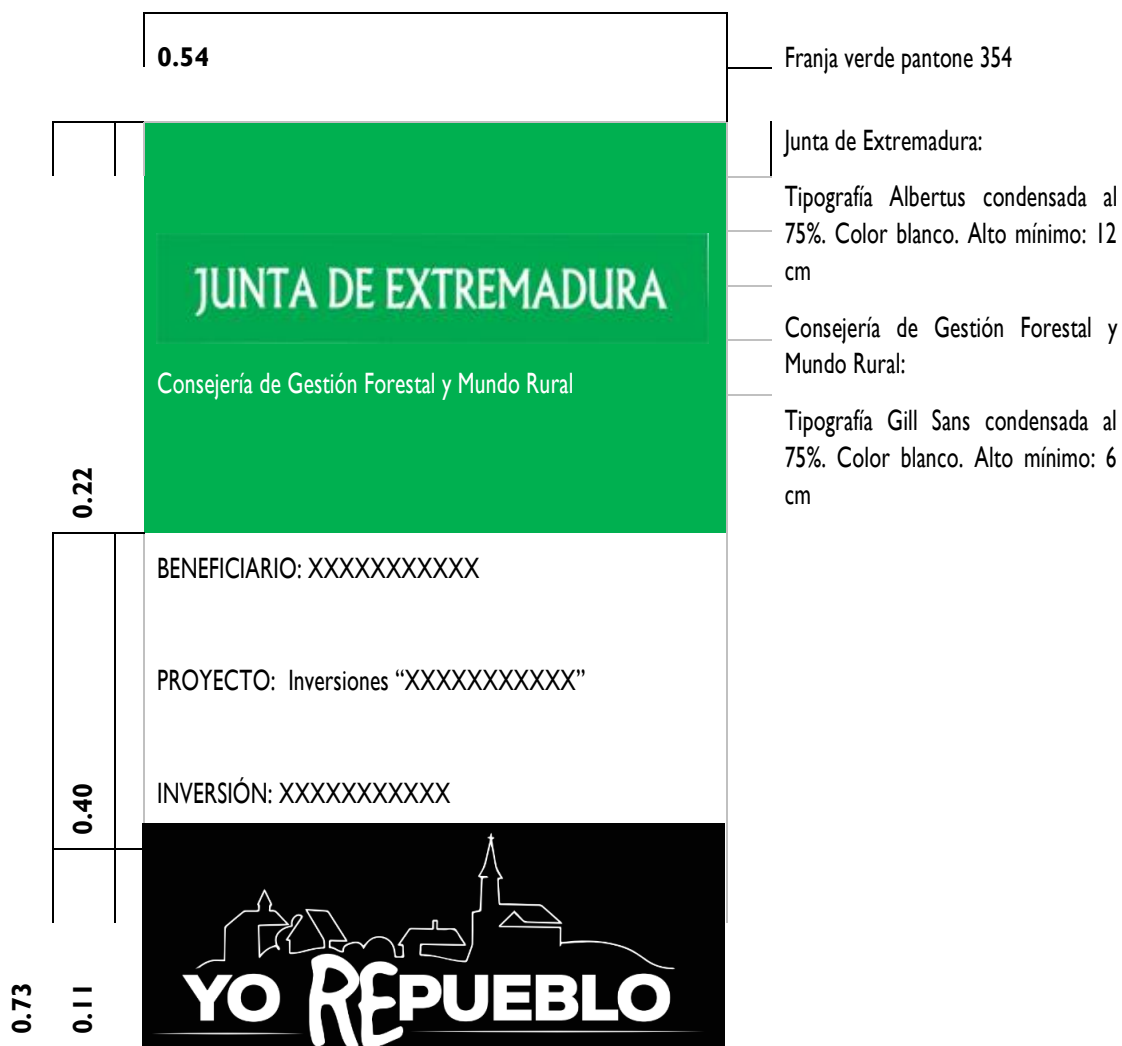 0.54
Franja verde pantone 354
Junta de Extremadura:
Tipografía Albertus condensada al
75%. Color blanco. Alto mínimo: 12
cm
JUNTA DE EXTREMADURA
Consejería de Gestión Forestal y
Mundo Rural:
Consejería de Gestión Forestal y Mundo Rural
Tipografía Gill Sans condensada al
75%. Color blanco. Alto mínimo: 6
cm
0.22
BENEFICIARIO: XXXXXXXXXXX
PROYECTO: Inversiones “XXXXXXXXXXX”
INVERSIÓN: XXXXXXXXXXX
0.40
YO REPUEBLO
0.73
0.11